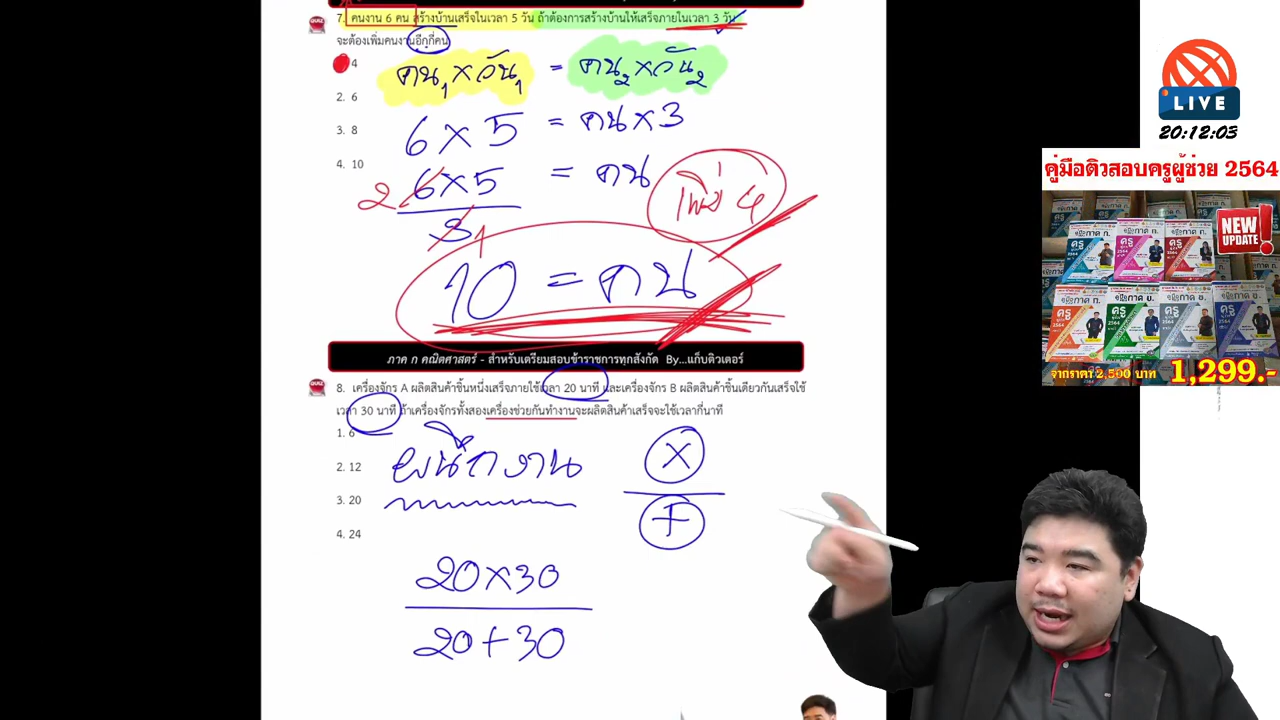 7. คนงาน 6 คน สร้างบ้านเสร็จในเวลา 5 วัน ถ้าต้องการสร้างบ้านให้เสร็จภายในเวลา 3 วัน
จะต้องเพิ่มคนงานอีกกี่คน
4
2. 6
3. 8
4. 10
คน₁ × วัน₁ = คน₂ × วัน₂
6 × 5 = คน × 3
2 6 × 5 = คน
3 1
เพิ่ม 4
10 = คน
ภาค ก คณิตศาสตร์ - สำหรับเตรียมสอบข้าราชการทุกสังกัด By...แก๊บติวเตอร์
8. เครื่องจักร A ผลิตสินค้าชิ้นหนึ่งเสร็จภายใช้เวลา 20 นาที และเครื่องจักร B ผลิตสินค้าชิ้นเดียวกันเสร็จใช้
เวลา 30 นาที ถ้าเครื่องจักรทั้งสองเครื่องช่วยกันทำงานจะผลิตสินค้าเสร็จจะใช้เวลากี่นาที
1. 6
2. 12
3. 20
4. 24
ผนึกงาน
×
+
20 × 30
20 + 30
LIVE
20:12:03
คู่มือติวสอบครูผู้ช่วย 2564
NEW UPDATE!
จากราคา 2,500 บาท 1,299.-